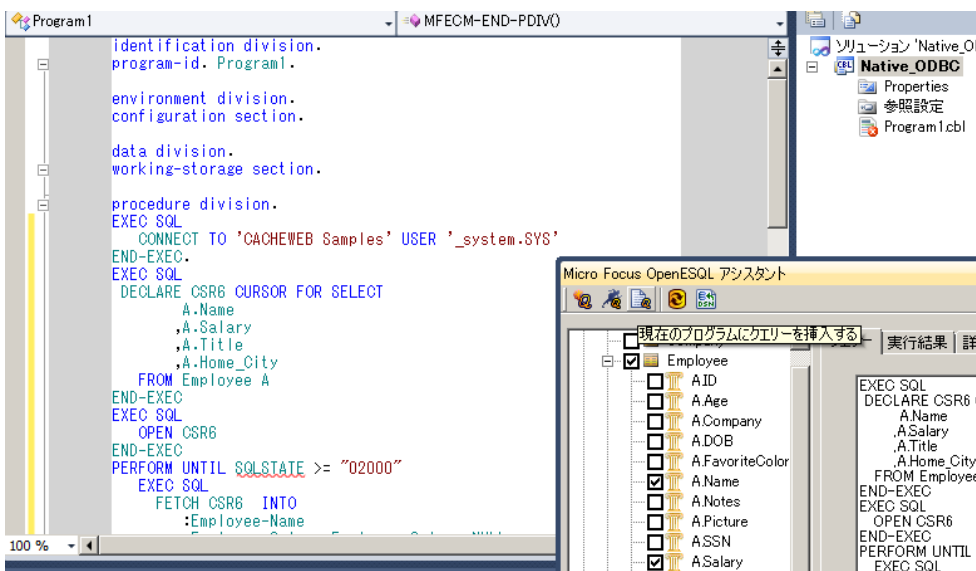 Program1
MFECM-END-PDIV()
identification division.
program-id. Program1.
environment division.
configuration section.
data division.
working-storage section.
procedure division.
EXEC SQL
CONNECT TO 'CACHEWEB Samples' USER '_system.SYS'
END-EXEC.
EXEC SQL
DECLARE CSR6 CURSOR FOR SELECT
A.Name
,A.Salary
,A.Title
,A.Home_City
FROM Employee A
END-EXEC
EXEC SQL
OPEN CSR6
END-EXEC
PERFORM UNTIL SQLSTATE >= "02000"
EXEC SQL
FETCH CSR6 INTO
:Employee-Name
100 %
ソリューション 'Native_O
Native_ODBC
Properties
参照設定
Program1.cbl
Micro Focus OpenESQL アシスタント
現在のプログラムにクエリーを挿入する
実行結果
Employee
A.ID
A.Age
A.Company
A.DOB
A.FavoriteColor
A.Name
A.Notes
A.Picture
A.SSN
A.Salary
EXEC SQL
DECLARE CSR6
A.Name
,A.Salary
,A.Title
,A.Home_City
FROM Employee
END-EXEC
EXEC SQL
OPEN CSR6
END-EXEC
PERFORM UNTIL
EXEC SQL